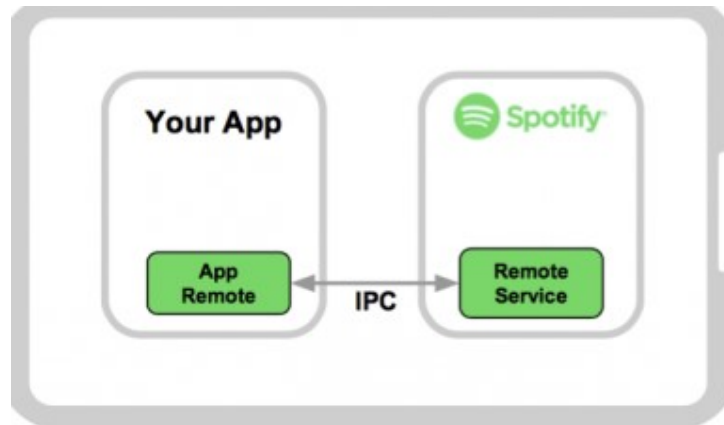 Your App
Spotify
App
Remote
IPC
Remote
Service